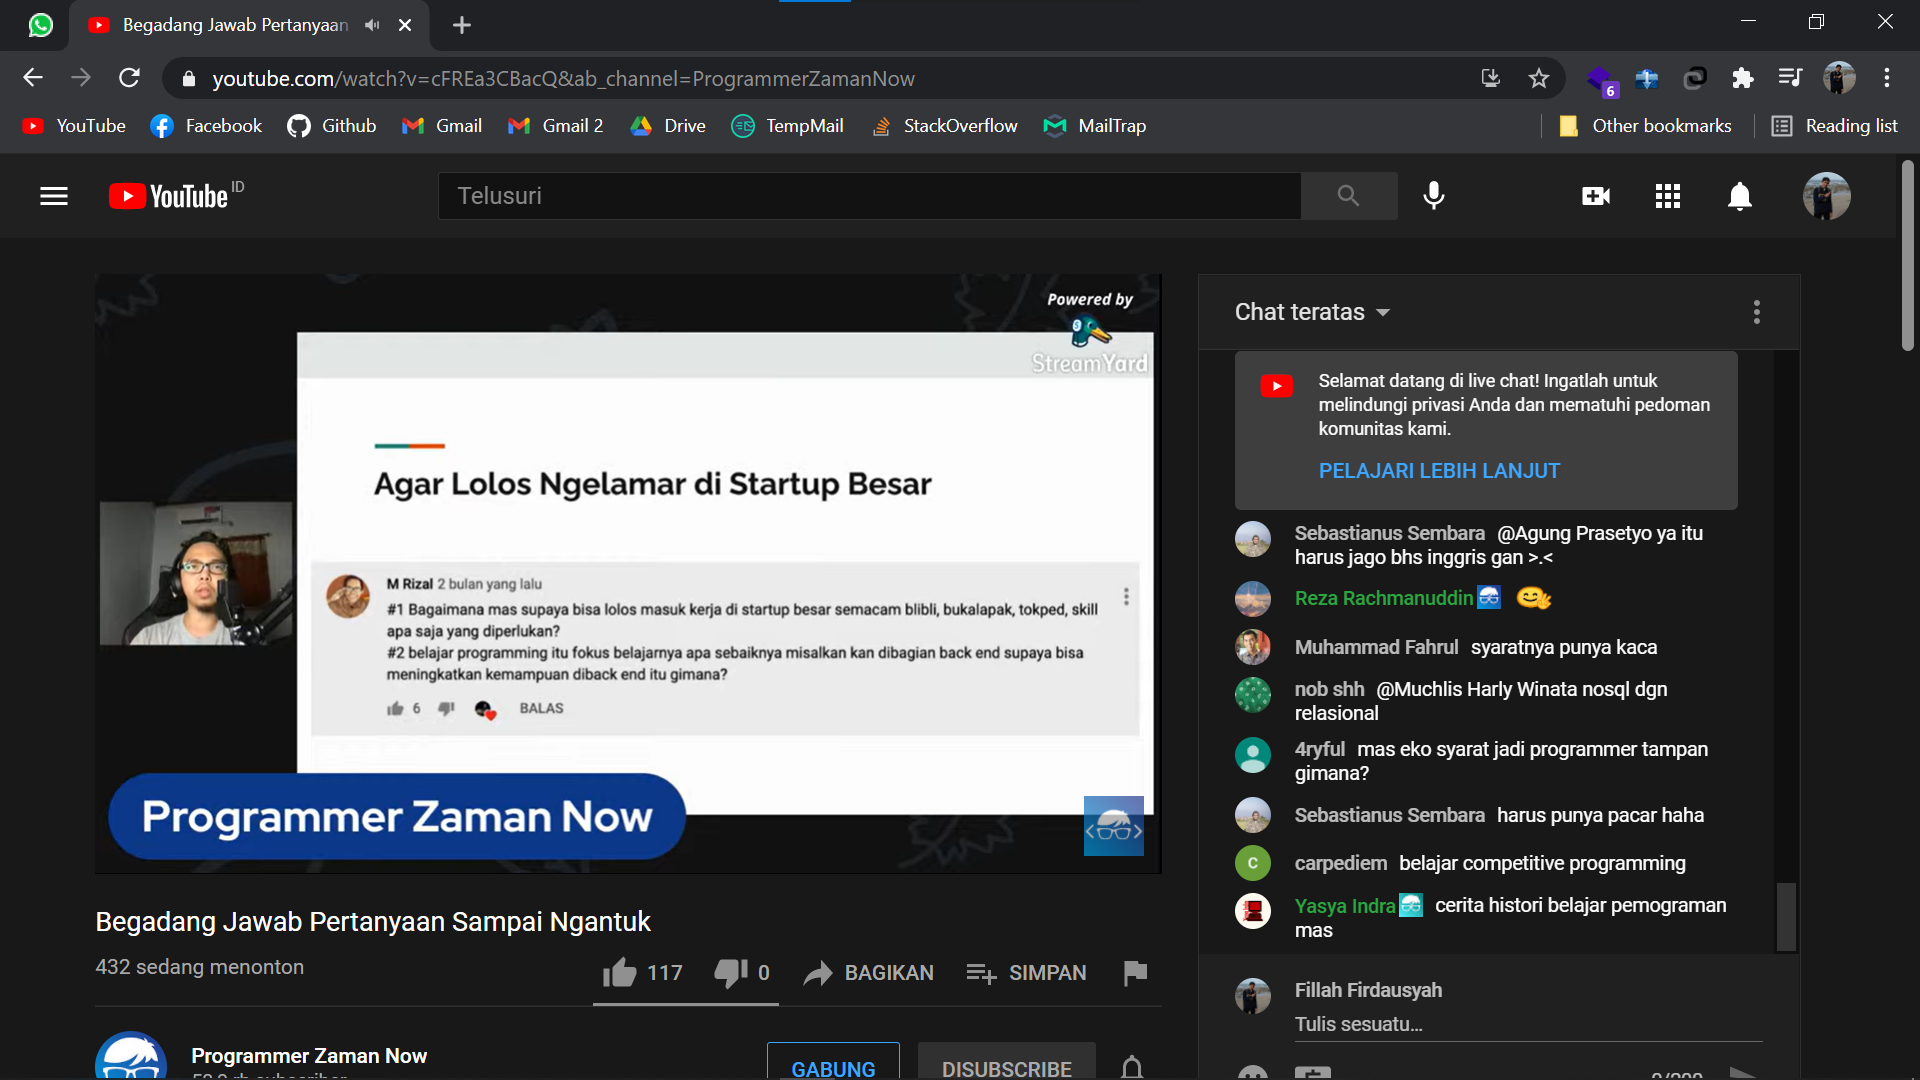 Begadang Jawab Pertanyaan
youtube.com/watch?v=cFREa3CBacQ&ab_channel=ProgrammerZamanNow
6
YouTube
Facebook
Github
Gmail
Gmail 2
Drive
TempMail
StackOverflow
MailTrap
Other bookmarks
Reading list
YouTube ID
Telusuri
Powered by
StreamYard
Agar Lolos Ngelamar di Startup Besar
M Rizal 2 bulan yang lalu
#1 Bagaimana mas supaya bisa lolos masuk kerja di startup besar semacam blibli, bukalapak, tokped, skill
apa saja yang diperlukan?
#2 belajar programming itu fokus belajarnya apa sebaiknya misalkan kan dibagian back end supaya bisa
meningkatkan kemampuan diback end itu gimana?
6
BALAS
Programmer Zaman Now
Begadang Jawab Pertanyaan Sampai Ngantuk
432 sedang menonton
117
0
BAGIKAN
SIMPAN
Programmer Zaman Now
GABUNG
DISUBSCRIBE
Chat teratas
Selamat datang di live chat! Ingatlah untuk
melindungi privasi Anda dan mematuhi pedoman
komunitas kami.
PELAJARI LEBIH LANJUT
Sebastianus Sembara @Agung Prasetyo ya itu
harus jago bhs inggris gan >.<
Reza Rachmanuddin
Muhammad Fahrul syaratnya punya kaca
nob shh @Muchlis Harly Winata nosql dgn
relasional
4ryful mas eko syarat jadi programmer tampan
gimana?
Sebastianus Sembara harus punya pacar haha
C
carpediem belajar competitive programming
Yasya Indra cerita histori belajar pemograman
mas
Fillah Firdausyah
Tulis sesuatu...